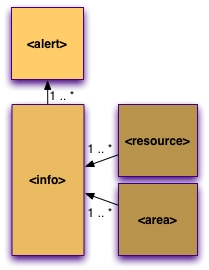 <alert>
1 .. *
<info>
1 .. *
<resource>
1 .. *
<area>